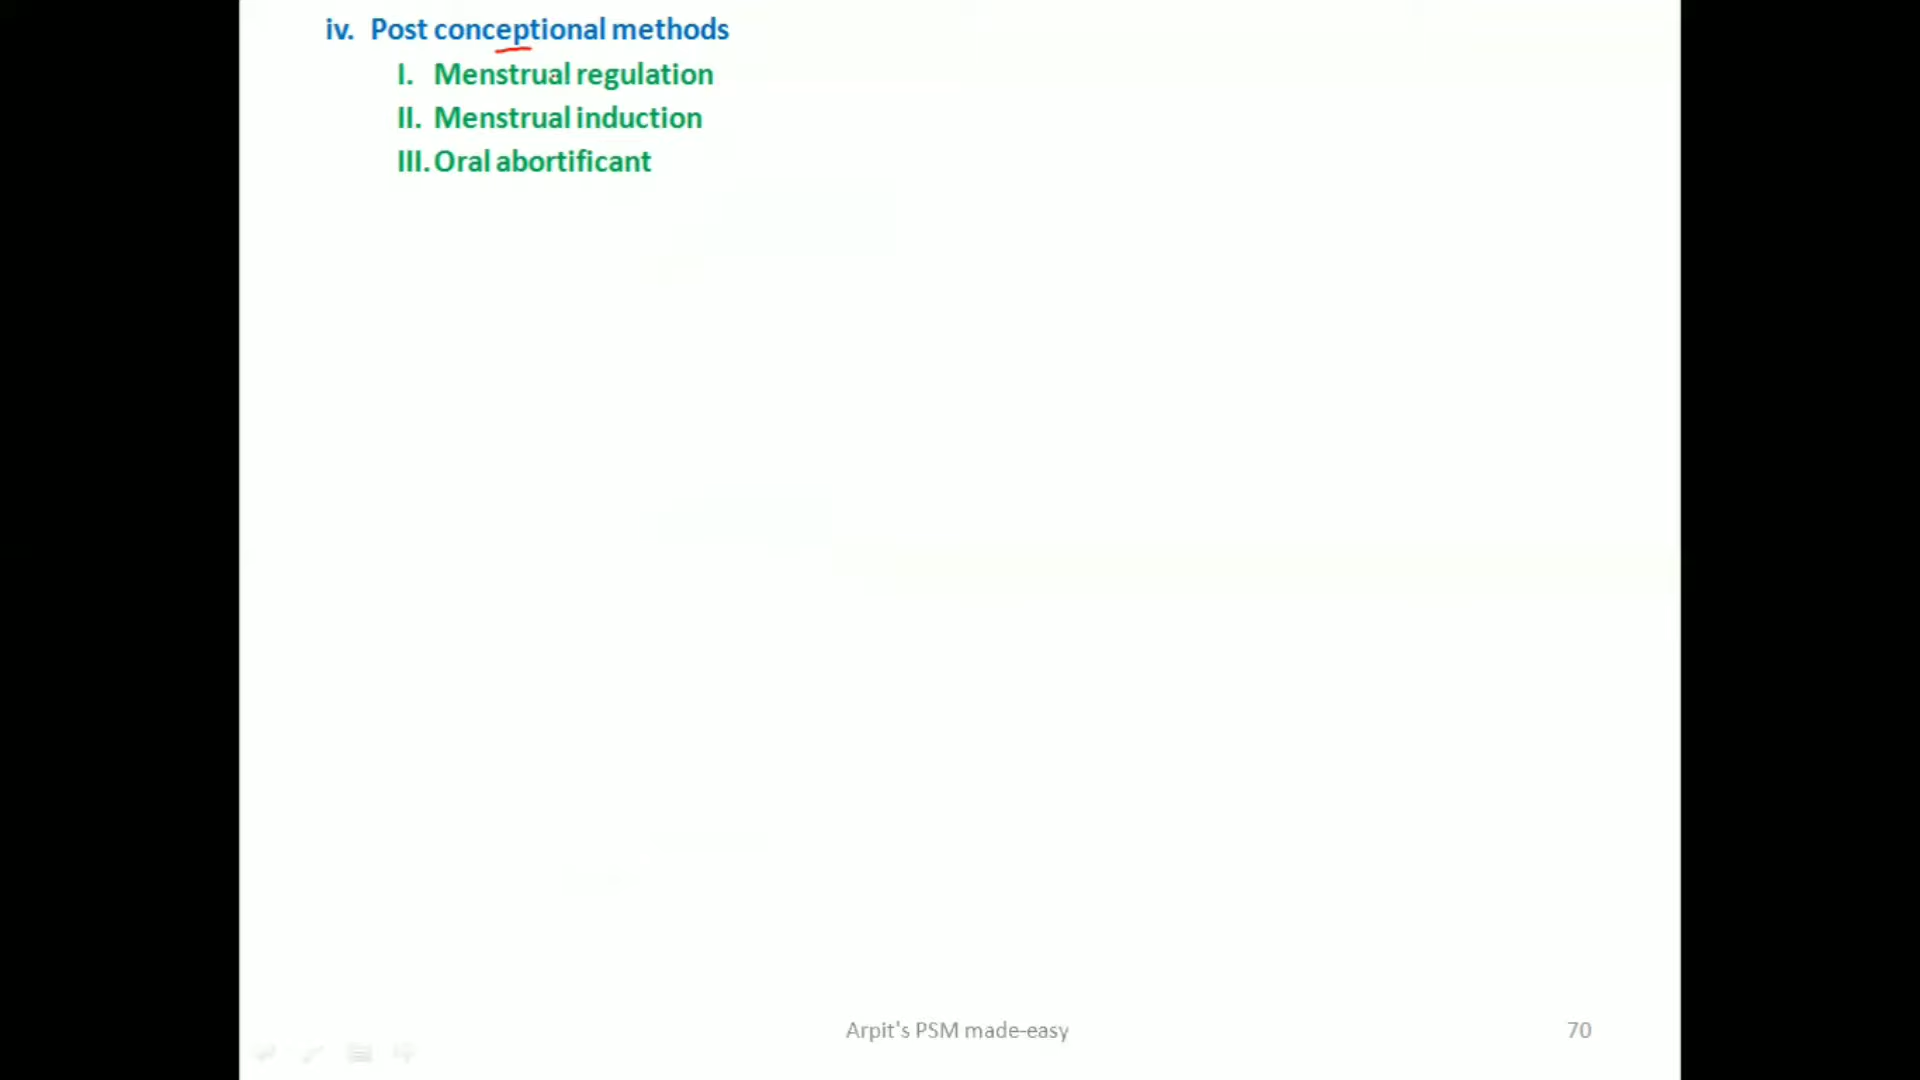 iv. Post conceptional methods
I. Menstrual regulation
II. Menstrual induction
III. Oral abortificant
Arpit's PSM made-easy
70